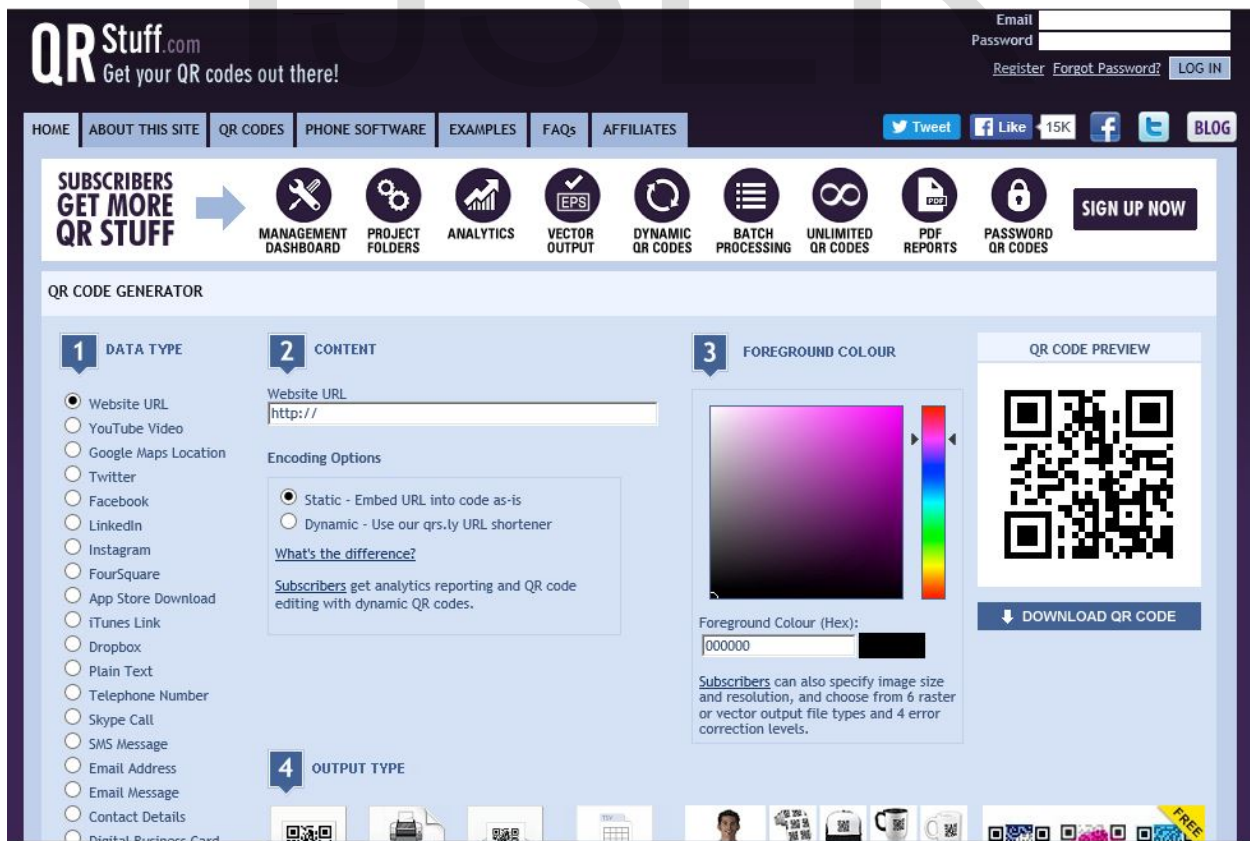 Email
QR Stuff.com
Password
Get your QR codes out there!
Register Forgot Password? LOG IN
HOME ABOUT THIS SITE QR CODES PHONE SOFTWARE EXAMPLES FAQs AFFILIATES Tweet Like 15K BLOG
SUBSCRIBERS
GET MORE
QR STUFF
MANAGEMENT
DASHBOARD
PROJECT
FOLDERS
ANALYTICS
EPS
VECTOR
OUTPUT
DYNAMIC
QR CODES
BATCH
PROCESSING
UNLIMITED
QR CODES
PDF
PDF
REPORTS
PASSWORD
QR CODES
SIGN UP NOW
QR CODE GENERATOR
1 DATA TYPE
Website URL
YouTube Video
Google Maps Location
Twitter
Facebook
LinkedIn
Instagram
FourSquare
App Store Download
iTunes Link
Dropbox
Plain Text
Telephone Number
Skype Call
SMS Message
Email Address
Email Message
Contact Details
Digital Business Card
2 CONTENT
Website URL
http://
Encoding Options
Static - Embed URL into code as-is
Dynamic - Use our qrs.ly URL shortener
What's the difference?
Subscribers get analytics reporting and QR code
editing with dynamic QR codes.
3 FOREGROUND COLOUR
Foreground Colour (Hex):
000000
Subscribers can also specify image size
and resolution, and choose from 6 raster
or vector output file types and 4 error
correction levels.
QR CODE PREVIEW
DOWNLOAD QR CODE
4 OUTPUT TYPE
FREE